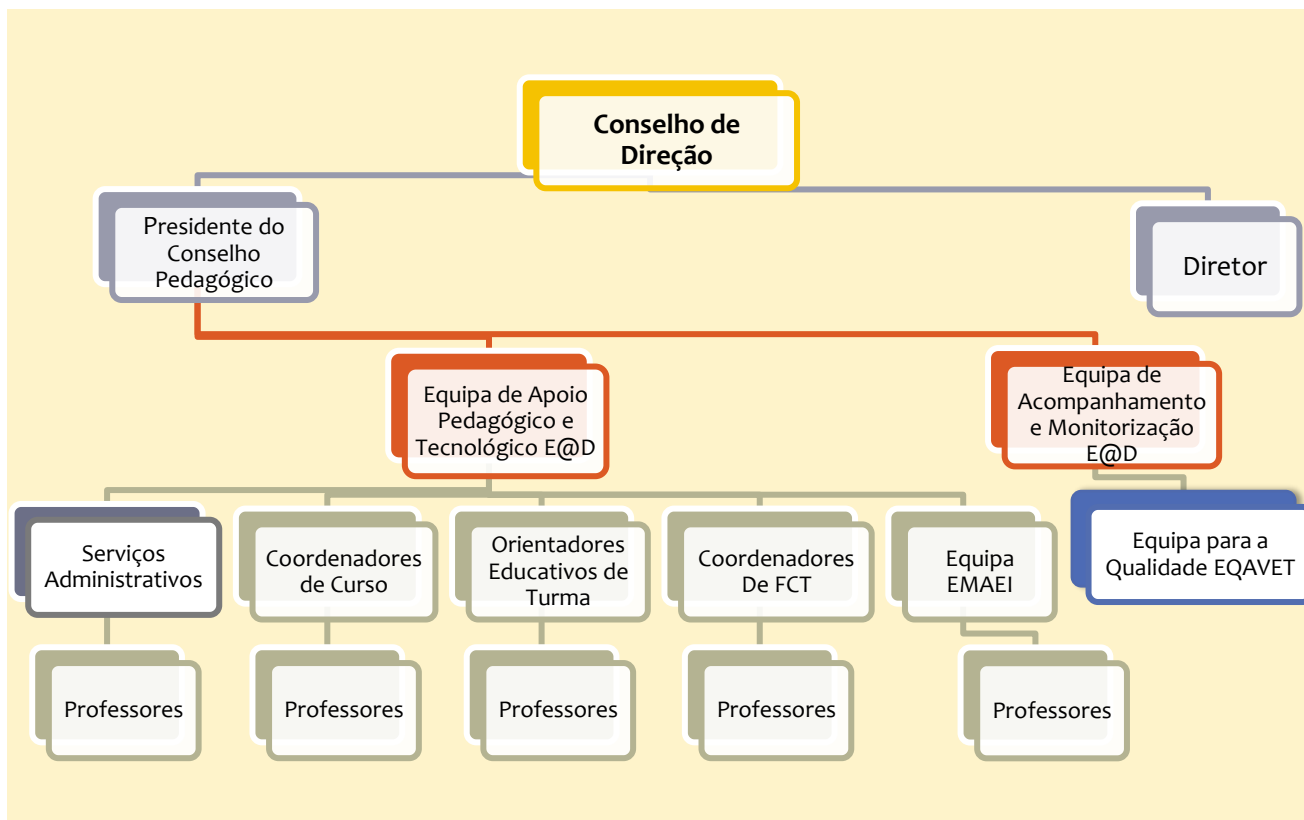 Conselho de
Direção
Presidente do
Conselho
Pedagógico
Diretor
Equipa de Apoio
Pedagógico e
Tecnológico E@D
Equipa de
Acompanhamento
e Monitorização
E@D
Serviços
Administrativos
Coordenadores
de Curso
Orientadores
Educativos de
Turma
Coordenadores
De FCT
Equipa
EMAEI
Equipa para a
Qualidade EQAVET
Professores
Professores
Professores
Professores
Professores